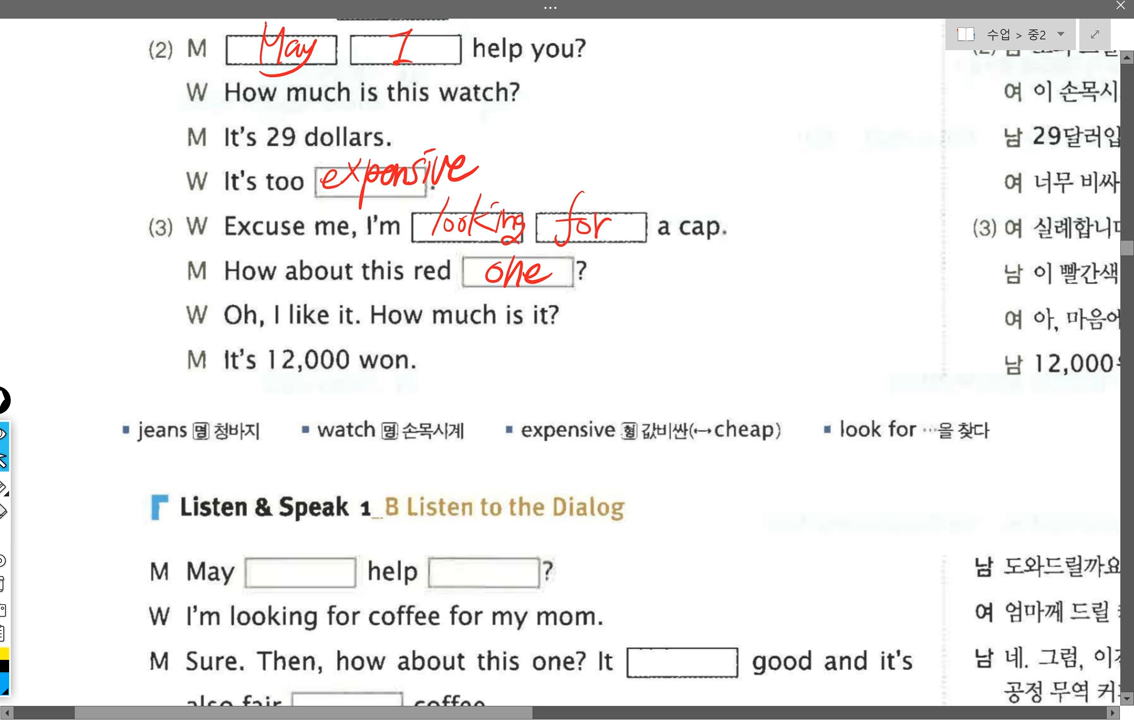 수업 > 중2
(2) M May I help you?
W How much is this watch?
여 이 손목시
M It's 29 dollars.
남 29달러입
W It's too expensive.
여 너무 비싸
(3) W Excuse me, I'm looking for a cap.
(3) 여 실례합니다
M How about this red one?
남 이 빨간색
W Oh, I like it. How much is it?
여 아, 마음에
M It's 12,000 won.
남 12,000
▪ jeans 명 청바지 ▪ watch 명 손목시계 ▪ expensive 형 값비싼(↔cheap) ▪ look for …을 찾다
Listen & Speak 1_B Listen to the Dialog
M May help ?
남 도와드릴까요
W I'm looking for coffee for my mom.
여 엄마께 드릴
M Sure. Then, how about this one? It good and it's
남 네. 그럼, 이
also fair coffee
공정 무역 커